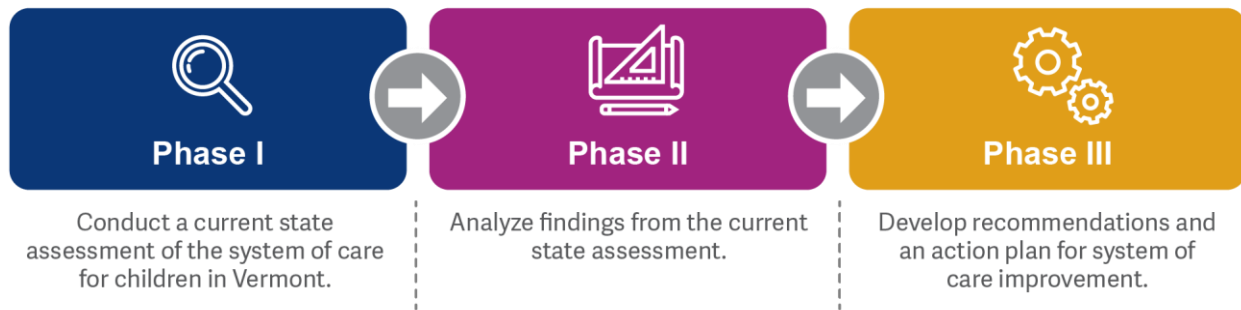 Phase I
Conduct a current state
assessment of the system of care
for children in Vermont.
Phase II
Analyze findings from the current
state assessment.
Phase III
Develop recommendations and
an action plan for system of
care improvement.